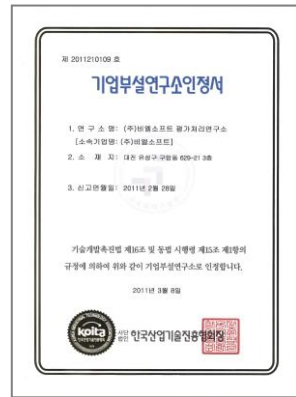 제 2011210109 호
기업부설연구소인정서
1. 연 구 소 명: (주)비엘소프트 평가처리연구소
[소속기업명: (주)비엘소프트]
2. 소 재 지: 대전 유성구 구암동 629-21 3층
3. 신고연월일: 2011년 2월 28일
기술개발촉진법 제16조 및 동법 시행령 제15조 제1항의
규정에 의하여 위와 같이 기업부설연구소로 인정합니다.
2011년 3월 8일
koita
사단법인 한국산업기술진흥협회장